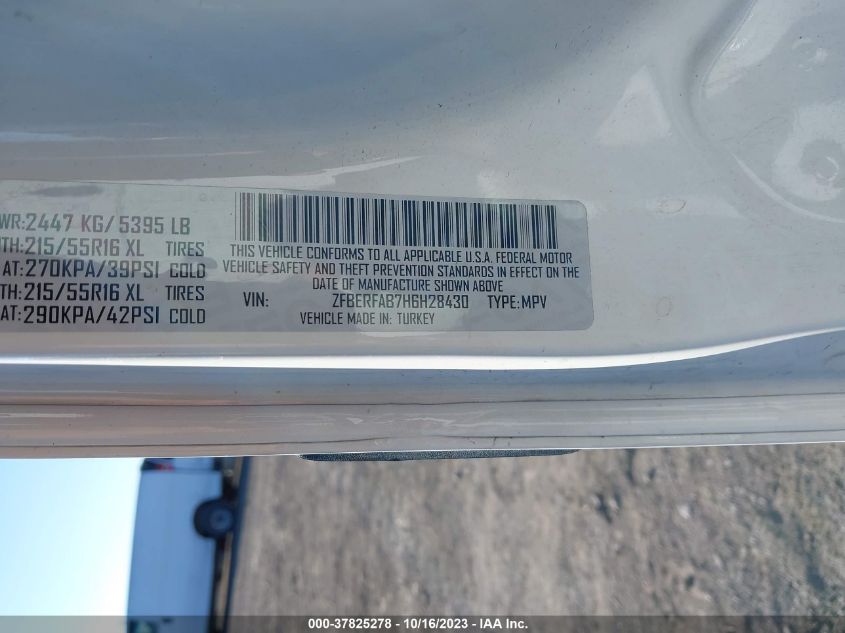 WR:2447 KG/5395 LB
TH:215/55R16 XL TIRES
AT:270KPA/39PSI COLD
TH:215/55R16 XL TIRES
AT:290KPA/42PSI COLD
THIS VEHICLE CONFORMS TO ALL APPLICABLE U.S.A. FEDERAL MOTOR
VEHICLE SAFETY AND THEFT PREVENTION STANDARDS IN EFFECT ON THE
DATE OF MANUFACTURE SHOWN ABOVE
VIN: ZFBERFAB7H6H28430 TYPE:MPV
VEHICLE MADE IN: TURKEY
000-37825278 - 10/16/2023 - IAA Inc.